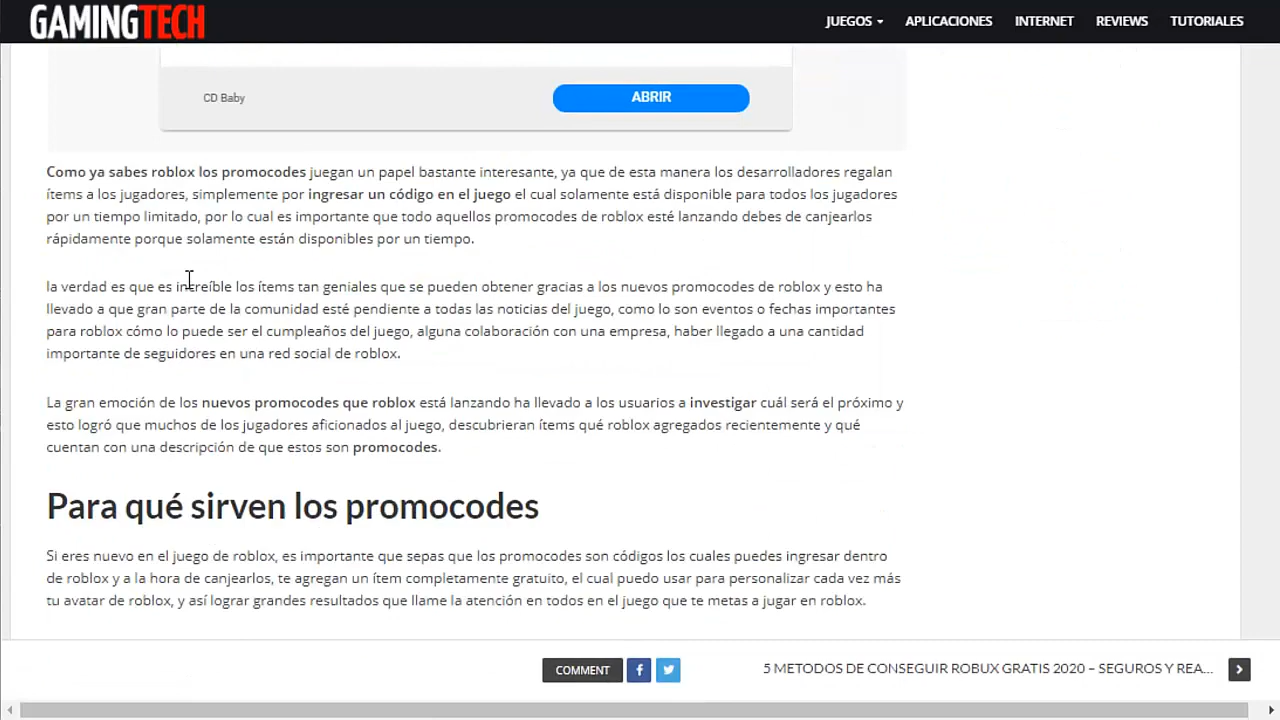 GAMINGTECH
JUEGOS APLICACIONES INTERNET REVIEWS TUTORIALES
CD Baby
ABRIR
Como ya sabes roblox los promocodes juegan un papel bastante interesante, ya que de esta manera los desarrolladores regalan
ítems a los jugadores, simplemente por ingresar un código en el juego el cual solamente está disponible para todos los jugadores
por un tiempo limitado, por lo cual es importante que todo aquellos promocodes de roblox esté lanzando debes de canjearlos
rápidamente porque solamente están disponibles por un tiempo.
la verdad es que es increíble los ítems tan geniales que se pueden obtener gracias a los nuevos promocodes de roblox y esto ha
llevado a que gran parte de la comunidad esté pendiente a todas las noticias del juego, como lo son eventos o fechas importantes
para roblox cómo lo puede ser el cumpleaños del juego, alguna colaboración con una empresa, haber llegado a una cantidad
importante de seguidores en una red social de roblox.
La gran emoción de los nuevos promocodes que roblox está lanzando ha llevado a los usuarios a investigar cuál será el próximo y
esto logró que muchos de los jugadores aficionados al juego, descubrieran ítems qué roblox agregados recientemente y qué
cuentan con una descripción de que estos son promocodes.
Para qué sirven los promocodes
Si eres nuevo en el juego de roblox, es importante que sepas que los promocodes son códigos los cuales puedes ingresar dentro
de roblox y a la hora de canjearlos, te agregan un ítem completamente gratuito, el cual puedo usar para personalizar cada vez más
tu avatar de roblox, y así lograr grandes resultados que llame la atención en todos en el juego que te metas a jugar en roblox.
COMMENT
5 METODOS DE CONSEGUIR ROBUX GRATIS 2020 – SEGUROS Y REA...